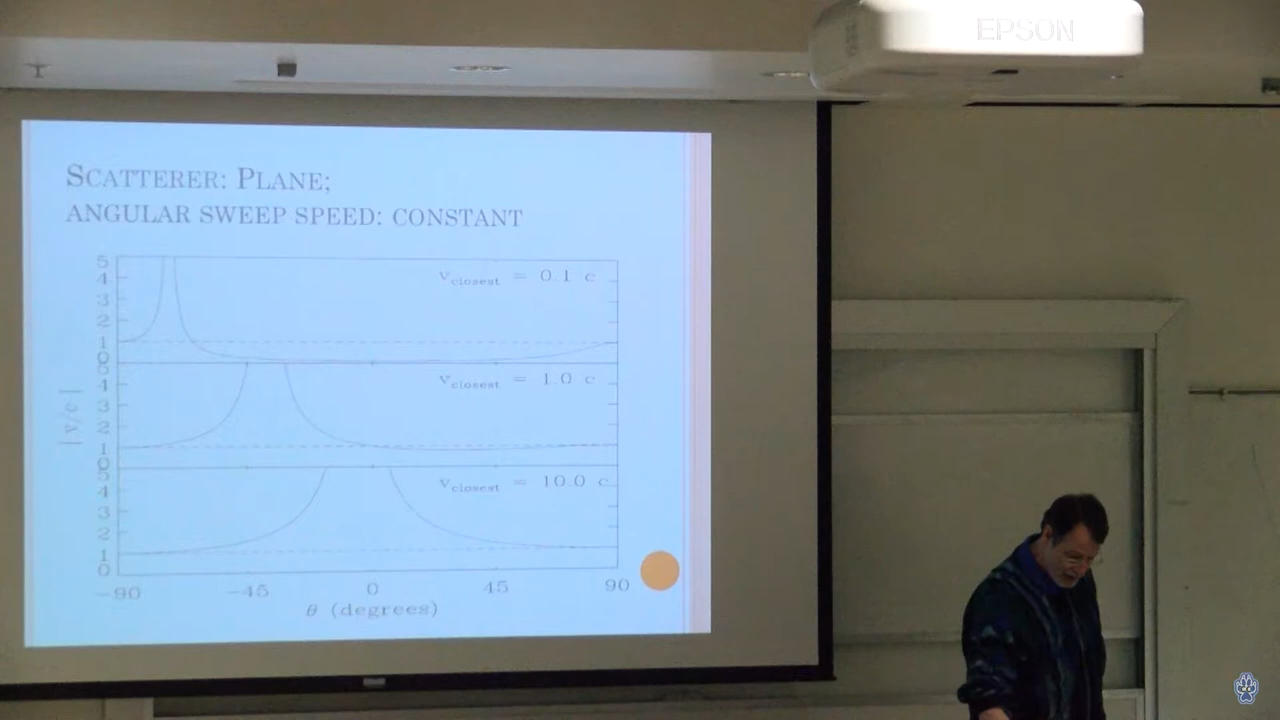 EPSON
SCATTERER: PLANE;
ANGULAR SWEEP SPEED: CONSTANT
5
4
3
2
1
0
v_closest = 0.1 c
5
4
3
2
1
0
v_closest = 1.0 c
5
4
3
2
1
0
v_closest = 10.0 c
|v/c|
-90 -45 0 45 90
θ (degrees)